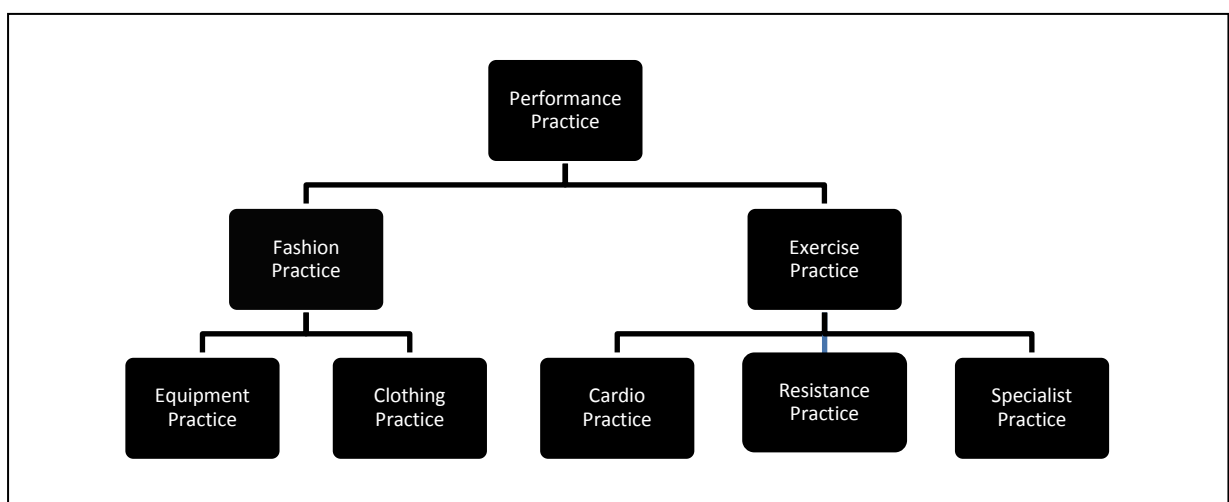 Performance
Practice
Fashion
Practice
Exercise
Practice
Equipment
Practice
Clothing
Practice
Cardio
Practice
Resistance
Practice
Specialist
Practice